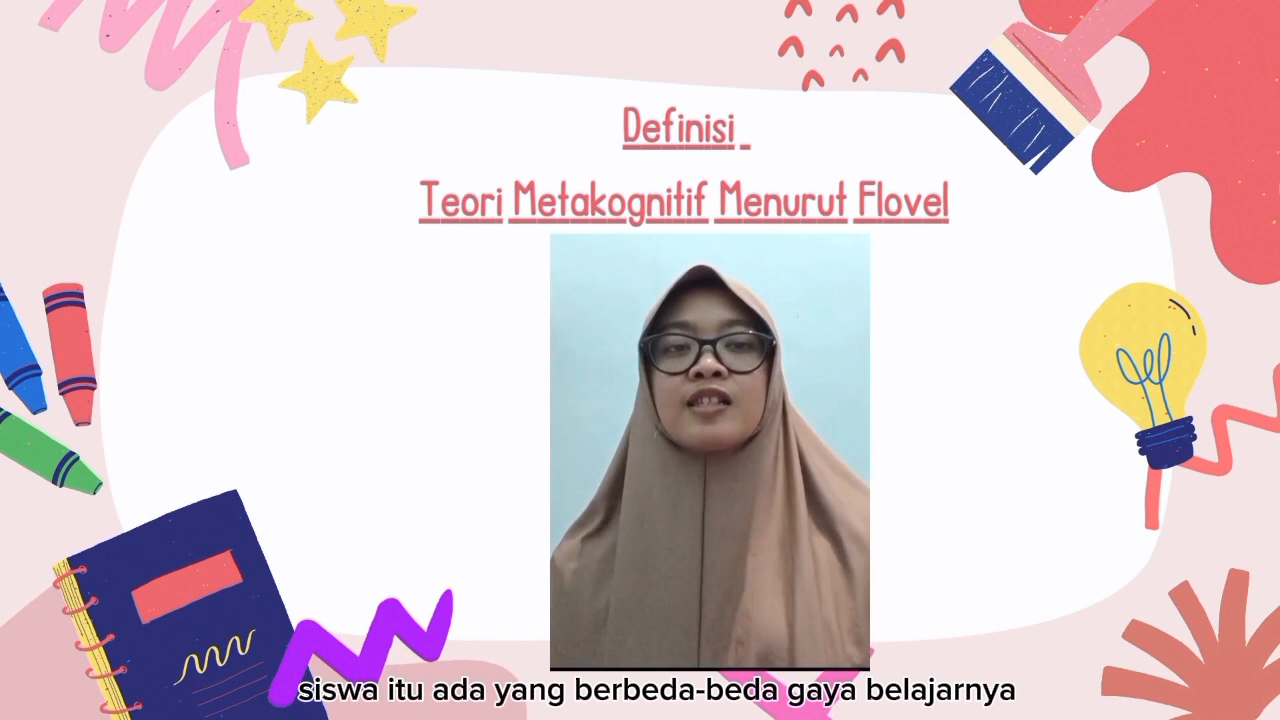 Definisi
Teori Metakognitif Menurut Flovel
siswa itu ada yang berbeda-beda gaya belajarnya